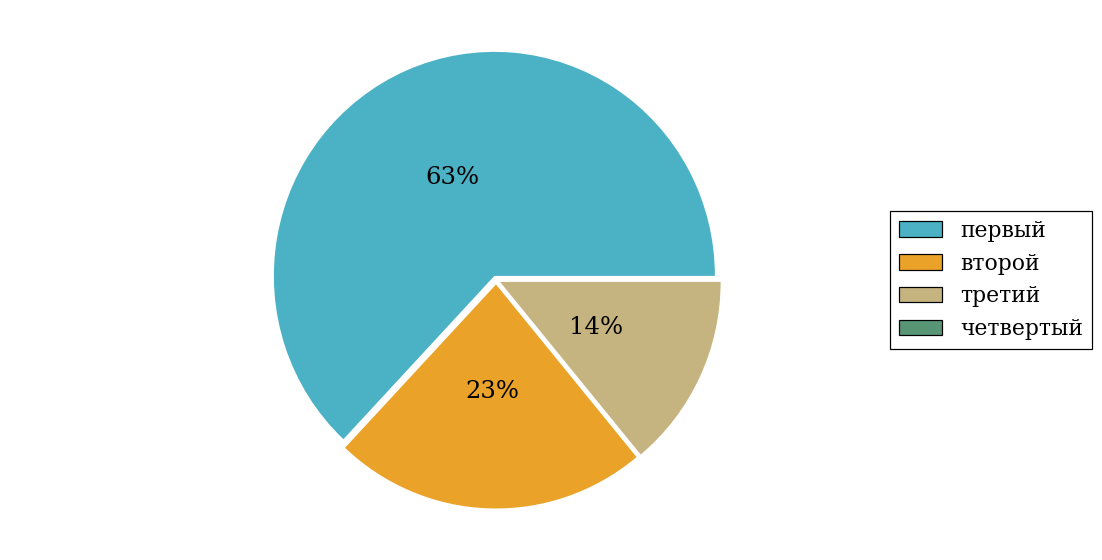 63%
14%
23%
первый
второй
третий
четвертый